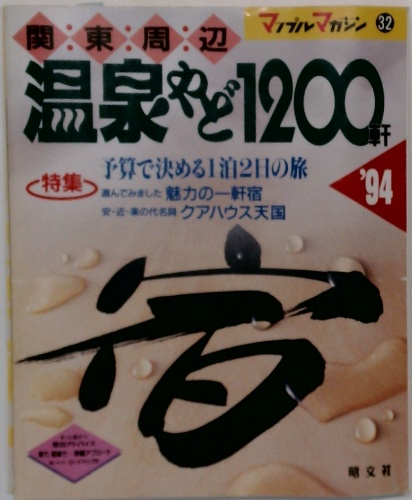 マップルマガジン 32
関東周辺
温泉やど1200軒
'94
特集
予算で決める1泊2日の旅
選んでみました 魅力の一軒宿
安・近・楽の代名詞 クアハウス天国
宿
昭文社